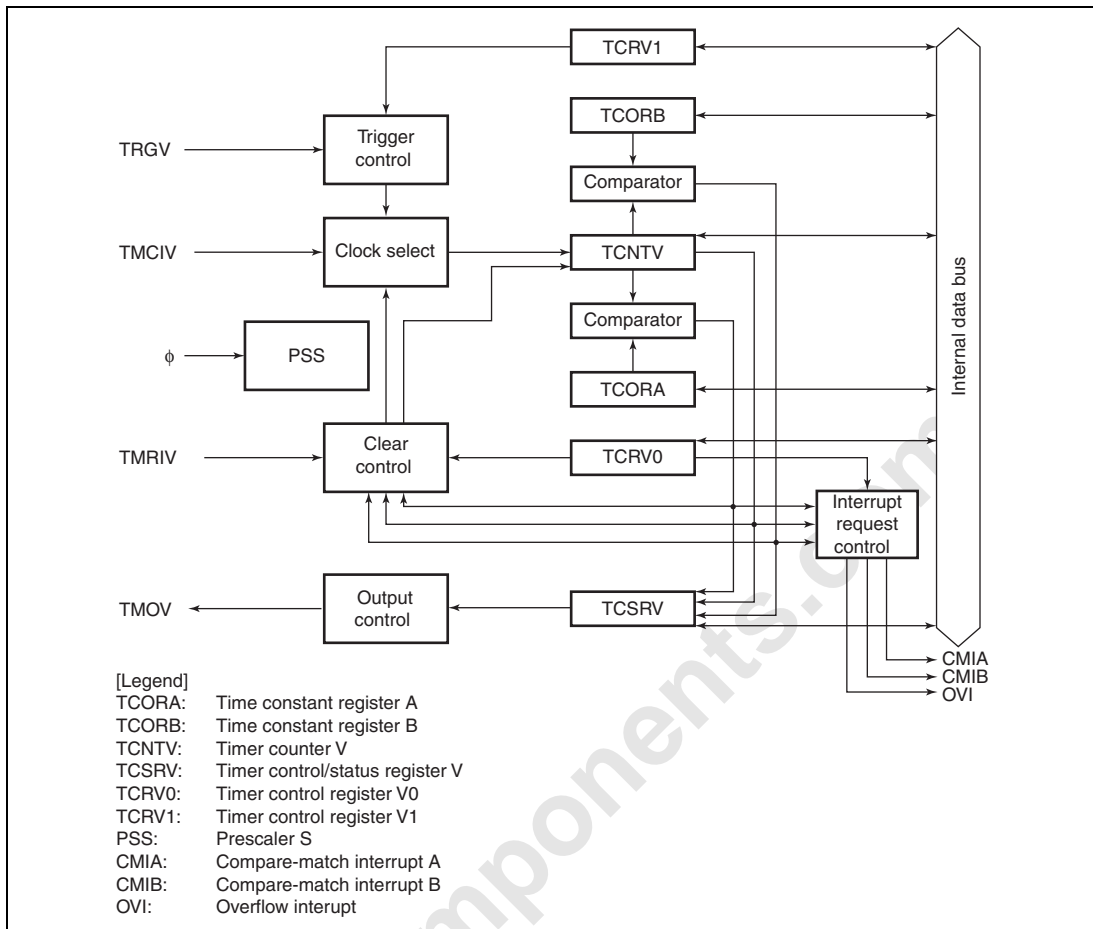 TCRV1
TCORB
TRGV
Trigger
control
Comparator
TMCIV
Clock select
TCNTV
Comparator
Internal data bus
φ
PSS
TCORA
TMRIV
Clear
control
TCRV0
Interrupt
request
control
TMOV
Output
control
TCSRV
CMIA
CMIB
OVI
[Legend]
TCORA: Time constant register A
TCORB: Time constant register B
TCNTV: Timer counter V
TCSRV: Timer control/status register V
TCRV0: Timer control register V0
TCRV1: Timer control register V1
PSS: Prescaler S
CMIA: Compare-match interrupt A
CMIB: Compare-match interrupt B
OVI: Overflow interupt
mponents.com